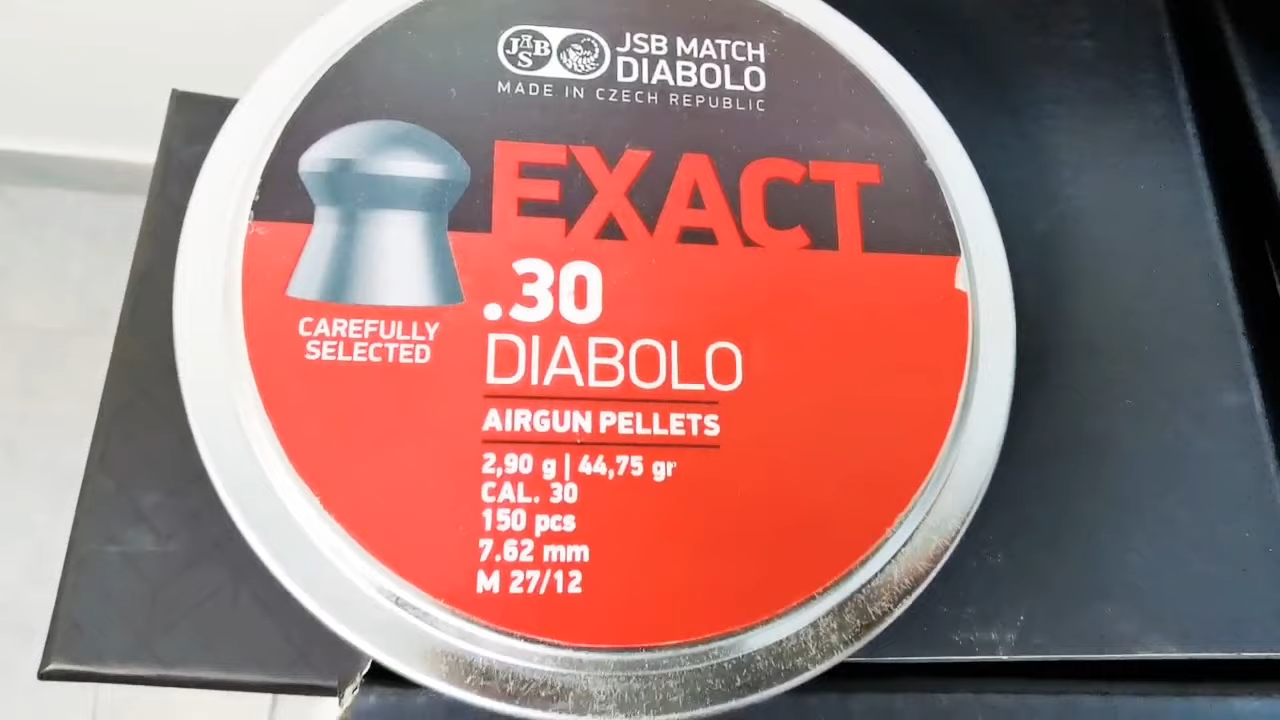 JSB
JSB MATCH
DIABOLO
MADE IN CZECH REPUBLIC
EXACT
.30
DIABOLO
CAREFULLY
SELECTED
AIRGUN PELLETS
2,90 g | 44,75 gr
CAL. 30
150 pcs
7.62 mm
M 27/12